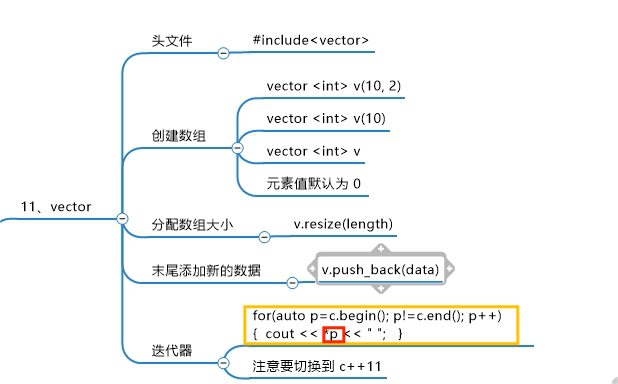 头文件
#include<vector>
创建数组
vector <int> v(10, 2)
vector <int> v(10)
vector <int> v
元素值默认为 0
11、vector
分配数组大小
v.resize(length)
末尾添加新的数据
v.push_back(data)
迭代器
for(auto p=c.begin(); p!=c.end(); p++)
{ cout << *p << " "; }
注意要切换到 c++11